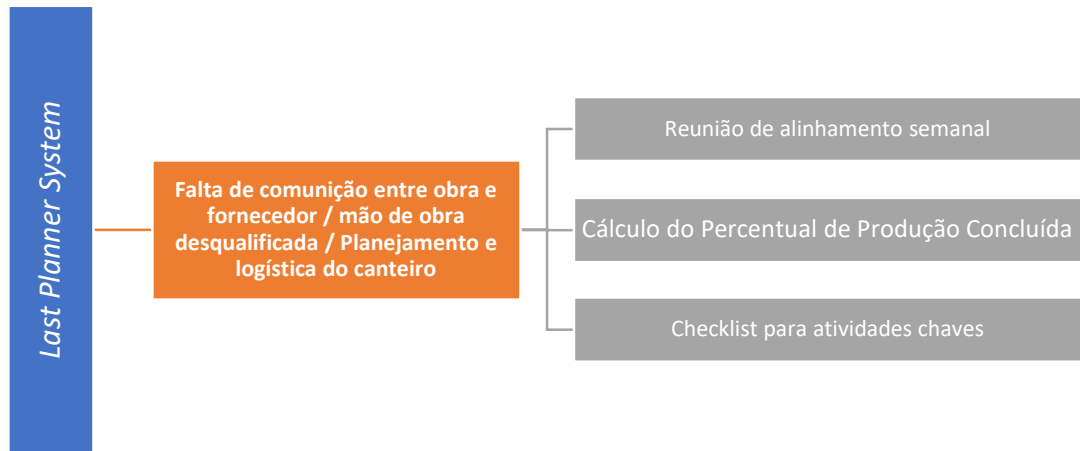 Last Planner System
Falta de comunição entre obra e
fornecedor / mão de obra
desqualificada / Planejamento e
logística do canteiro
Reunião de alinhamento semanal
Cálculo do Percentual de Produção Concluída
Checklist para atividades chaves